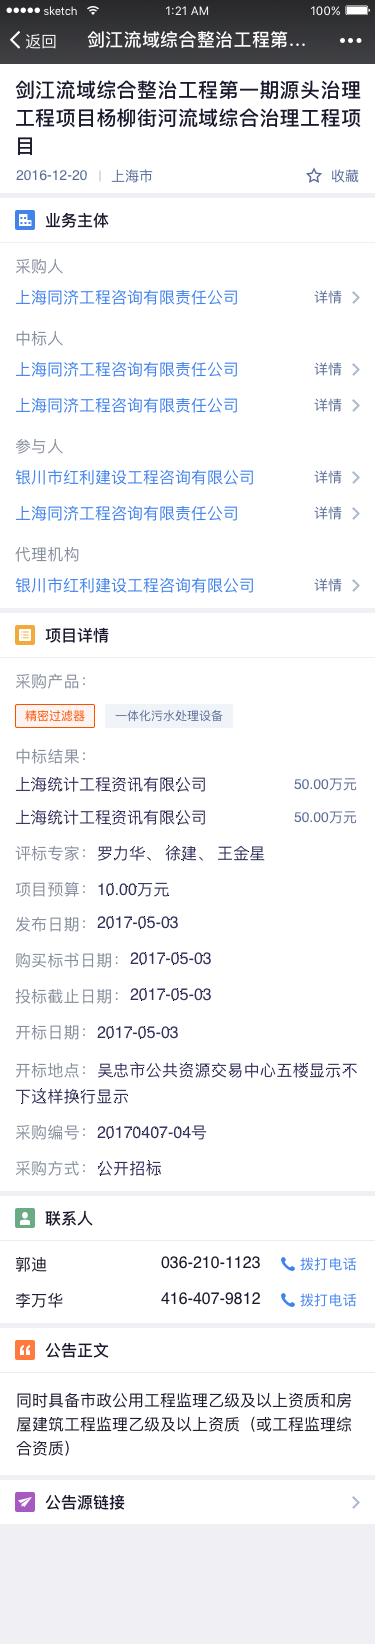 sketch 1:21 AM 100%
返回 剑江流域综合整治工程第...
剑江流域综合整治工程第一期源头治理
工程项目杨柳街河流域综合治理工程项
目
2016-12-20 | 上海市 收藏
业务主体
采购人
上海同济工程咨询有限责任公司 详情
中标人
上海同济工程咨询有限责任公司 详情
上海同济工程咨询有限责任公司 详情
参与人
银川市红利建设工程咨询有限公司 详情
上海同济工程咨询有限责任公司 详情
代理机构
银川市红利建设工程咨询有限公司 详情
项目详情
采购产品：
精密过滤器 一体化污水处理设备
中标结果：
上海统计工程资讯有限公司 50.00万元
上海统计工程资讯有限公司 50.00万元
评标专家：罗力华、徐建、王金星
项目预算：10.00万元
发布日期：2017-05-03
购买标书日期：2017-05-03
投标截止日期：2017-05-03
开标日期：2017-05-03
开标地点：吴忠市公共资源交易中心五楼显示不
下这样换行显示
采购编号：20170407-04号
采购方式：公开招标
联系人
郭迪 036-210-1123 拨打电话
李万华 416-407-9812 拨打电话
公告正文
同时具备市政公用工程监理乙级及以上资质和房
屋建筑工程监理乙级及以上资质（或工程监理综
合资质）
公告源链接